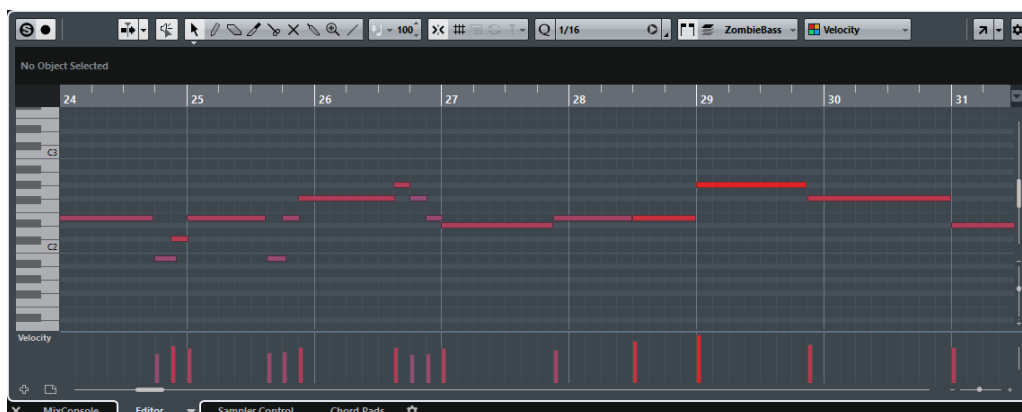 S 100 Q 1/16 ZombieBass Velocity
No Object Selected
24 25 26 27 28 29 30 31
C3
C2
Velocity
MixConsole Editor Sampler Control Chord Pads